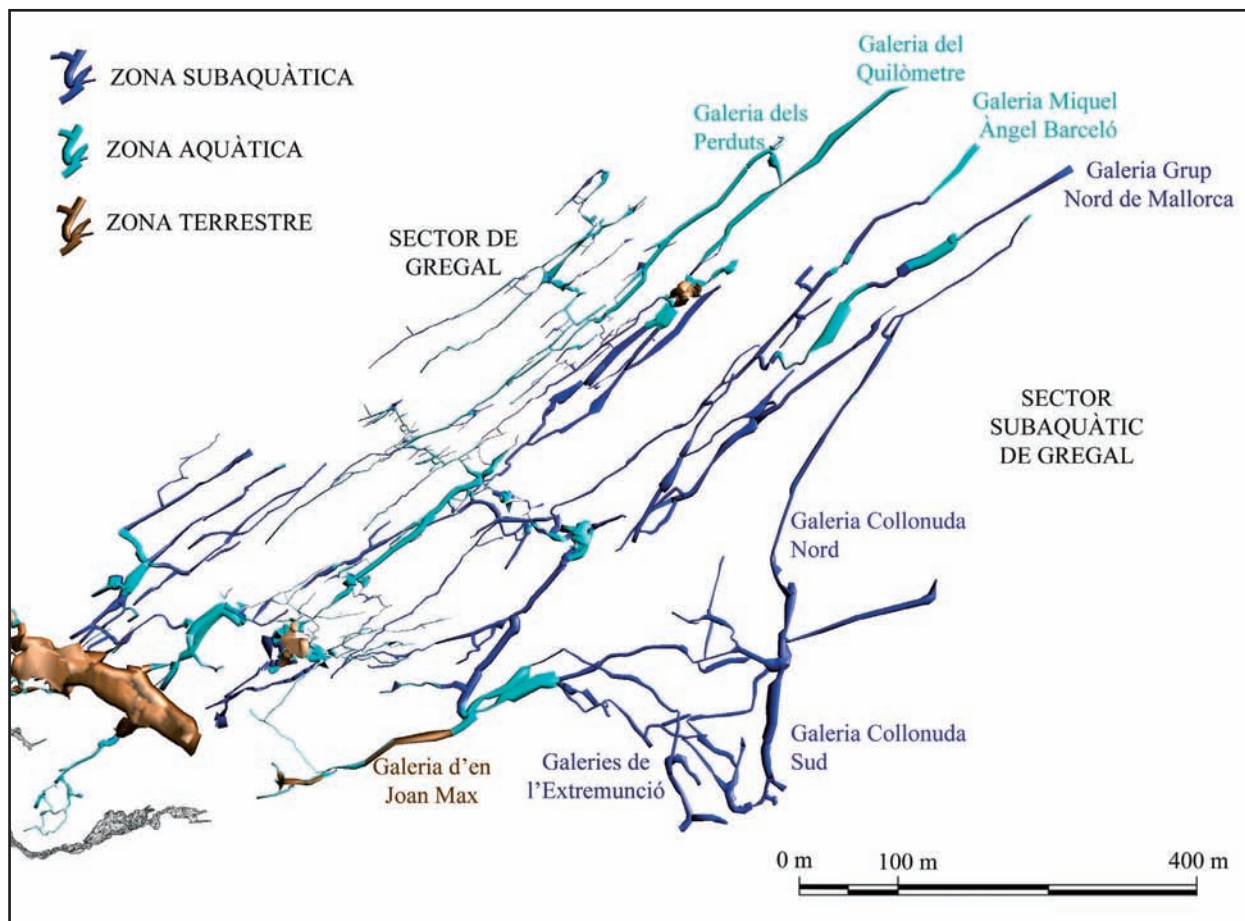 ZONA SUBAQUÀTICA
ZONA AQUÀTICA
ZONA TERRESTRE
Galeria del
Quilòmetre
Galeria dels
Perduts
Galeria Miquel
Àngel Barceló
Galeria Grup
Nord de Mallorca
SECTOR DE
GREGAL
SECTOR
SUBAQUÀTIC
DE GREGAL
Galeria Collonuda
Nord
Galeria Collonuda
Sud
Galeries de
l'Extremunció
Galeria d'en
Joan Max
0 m
100 m
400 m